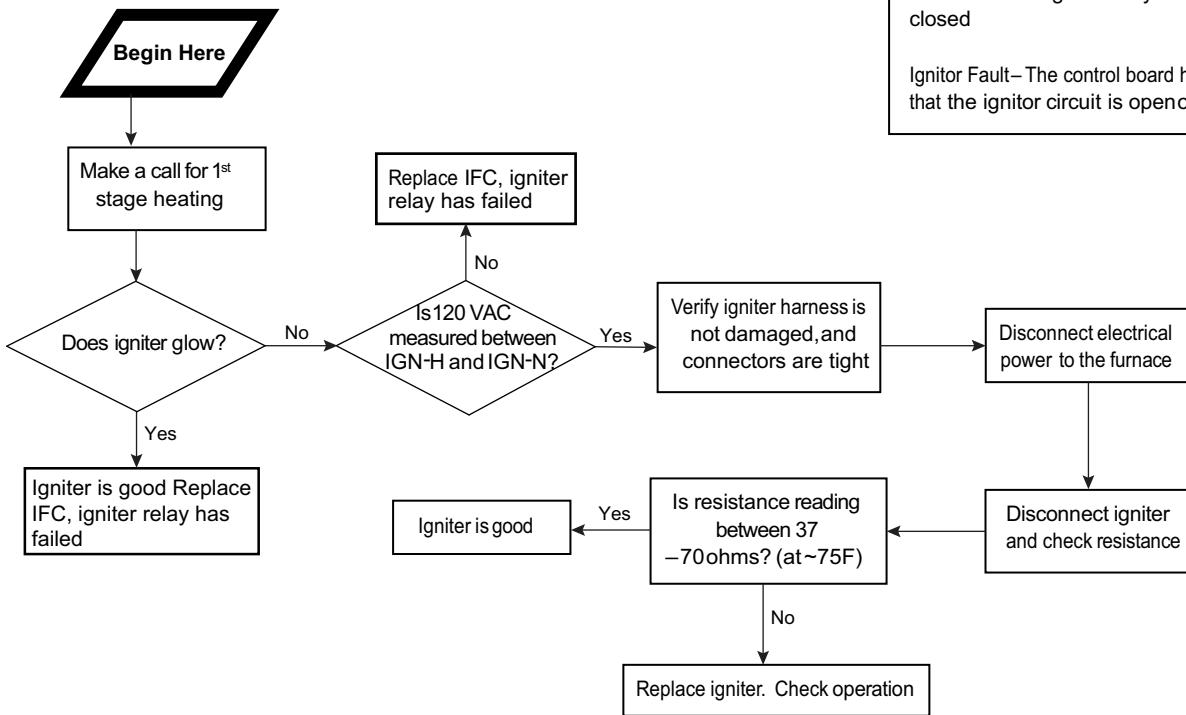 closed
Ignitor Fault– The control board
that the ignitor circuit is open
Begin Here
Make a call for 1st
stage heating
Does igniter glow?
Yes
Igniter is good Replace
IFC, igniter relay has
failed
No
Is 120 VAC
measured between
IGN-H and IGN-N?
No
Replace IFC, igniter
relay has failed
Yes
Verify igniter harness is
not damaged, and
connectors are tight
Disconnect electrical
power to the furnace
Disconnect igniter
and check resistance
Is resistance reading
between 37
–70 ohms? (at ~75F)
Yes
Igniter is good
No
Replace igniter. Check operation